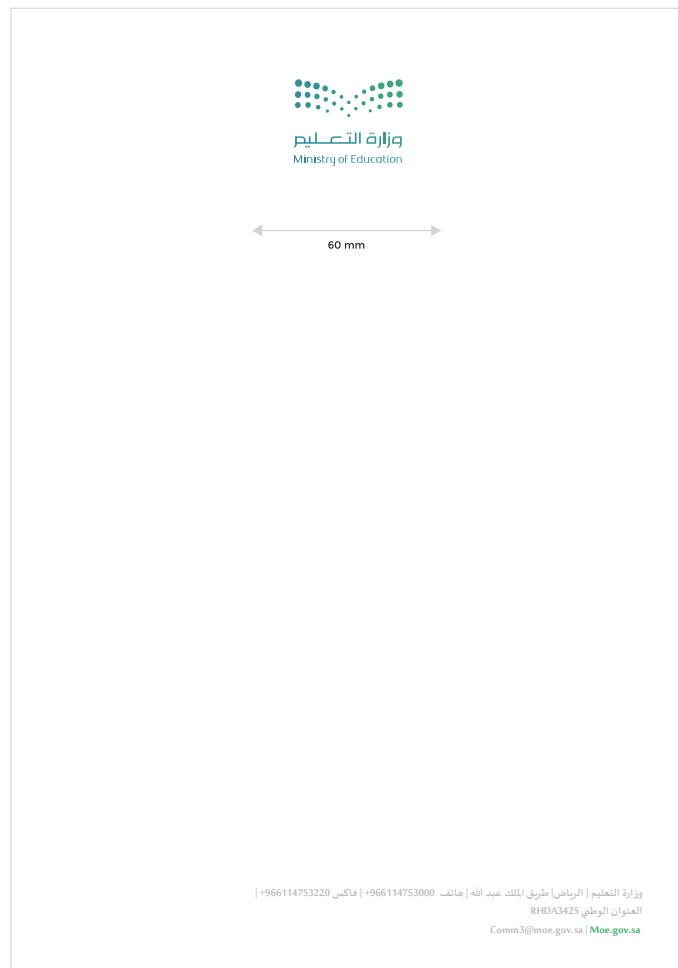 وزارة التعليم
Ministry of Education
60 mm
وزارة التعليم | الرياض| طريق الملك عبد الله | هاتف 966114753000+ | فاكس 966114753220+ |
العنوان الوطني RHDA3425
Comm3@moe.gov.sa | Moe.gov.sa